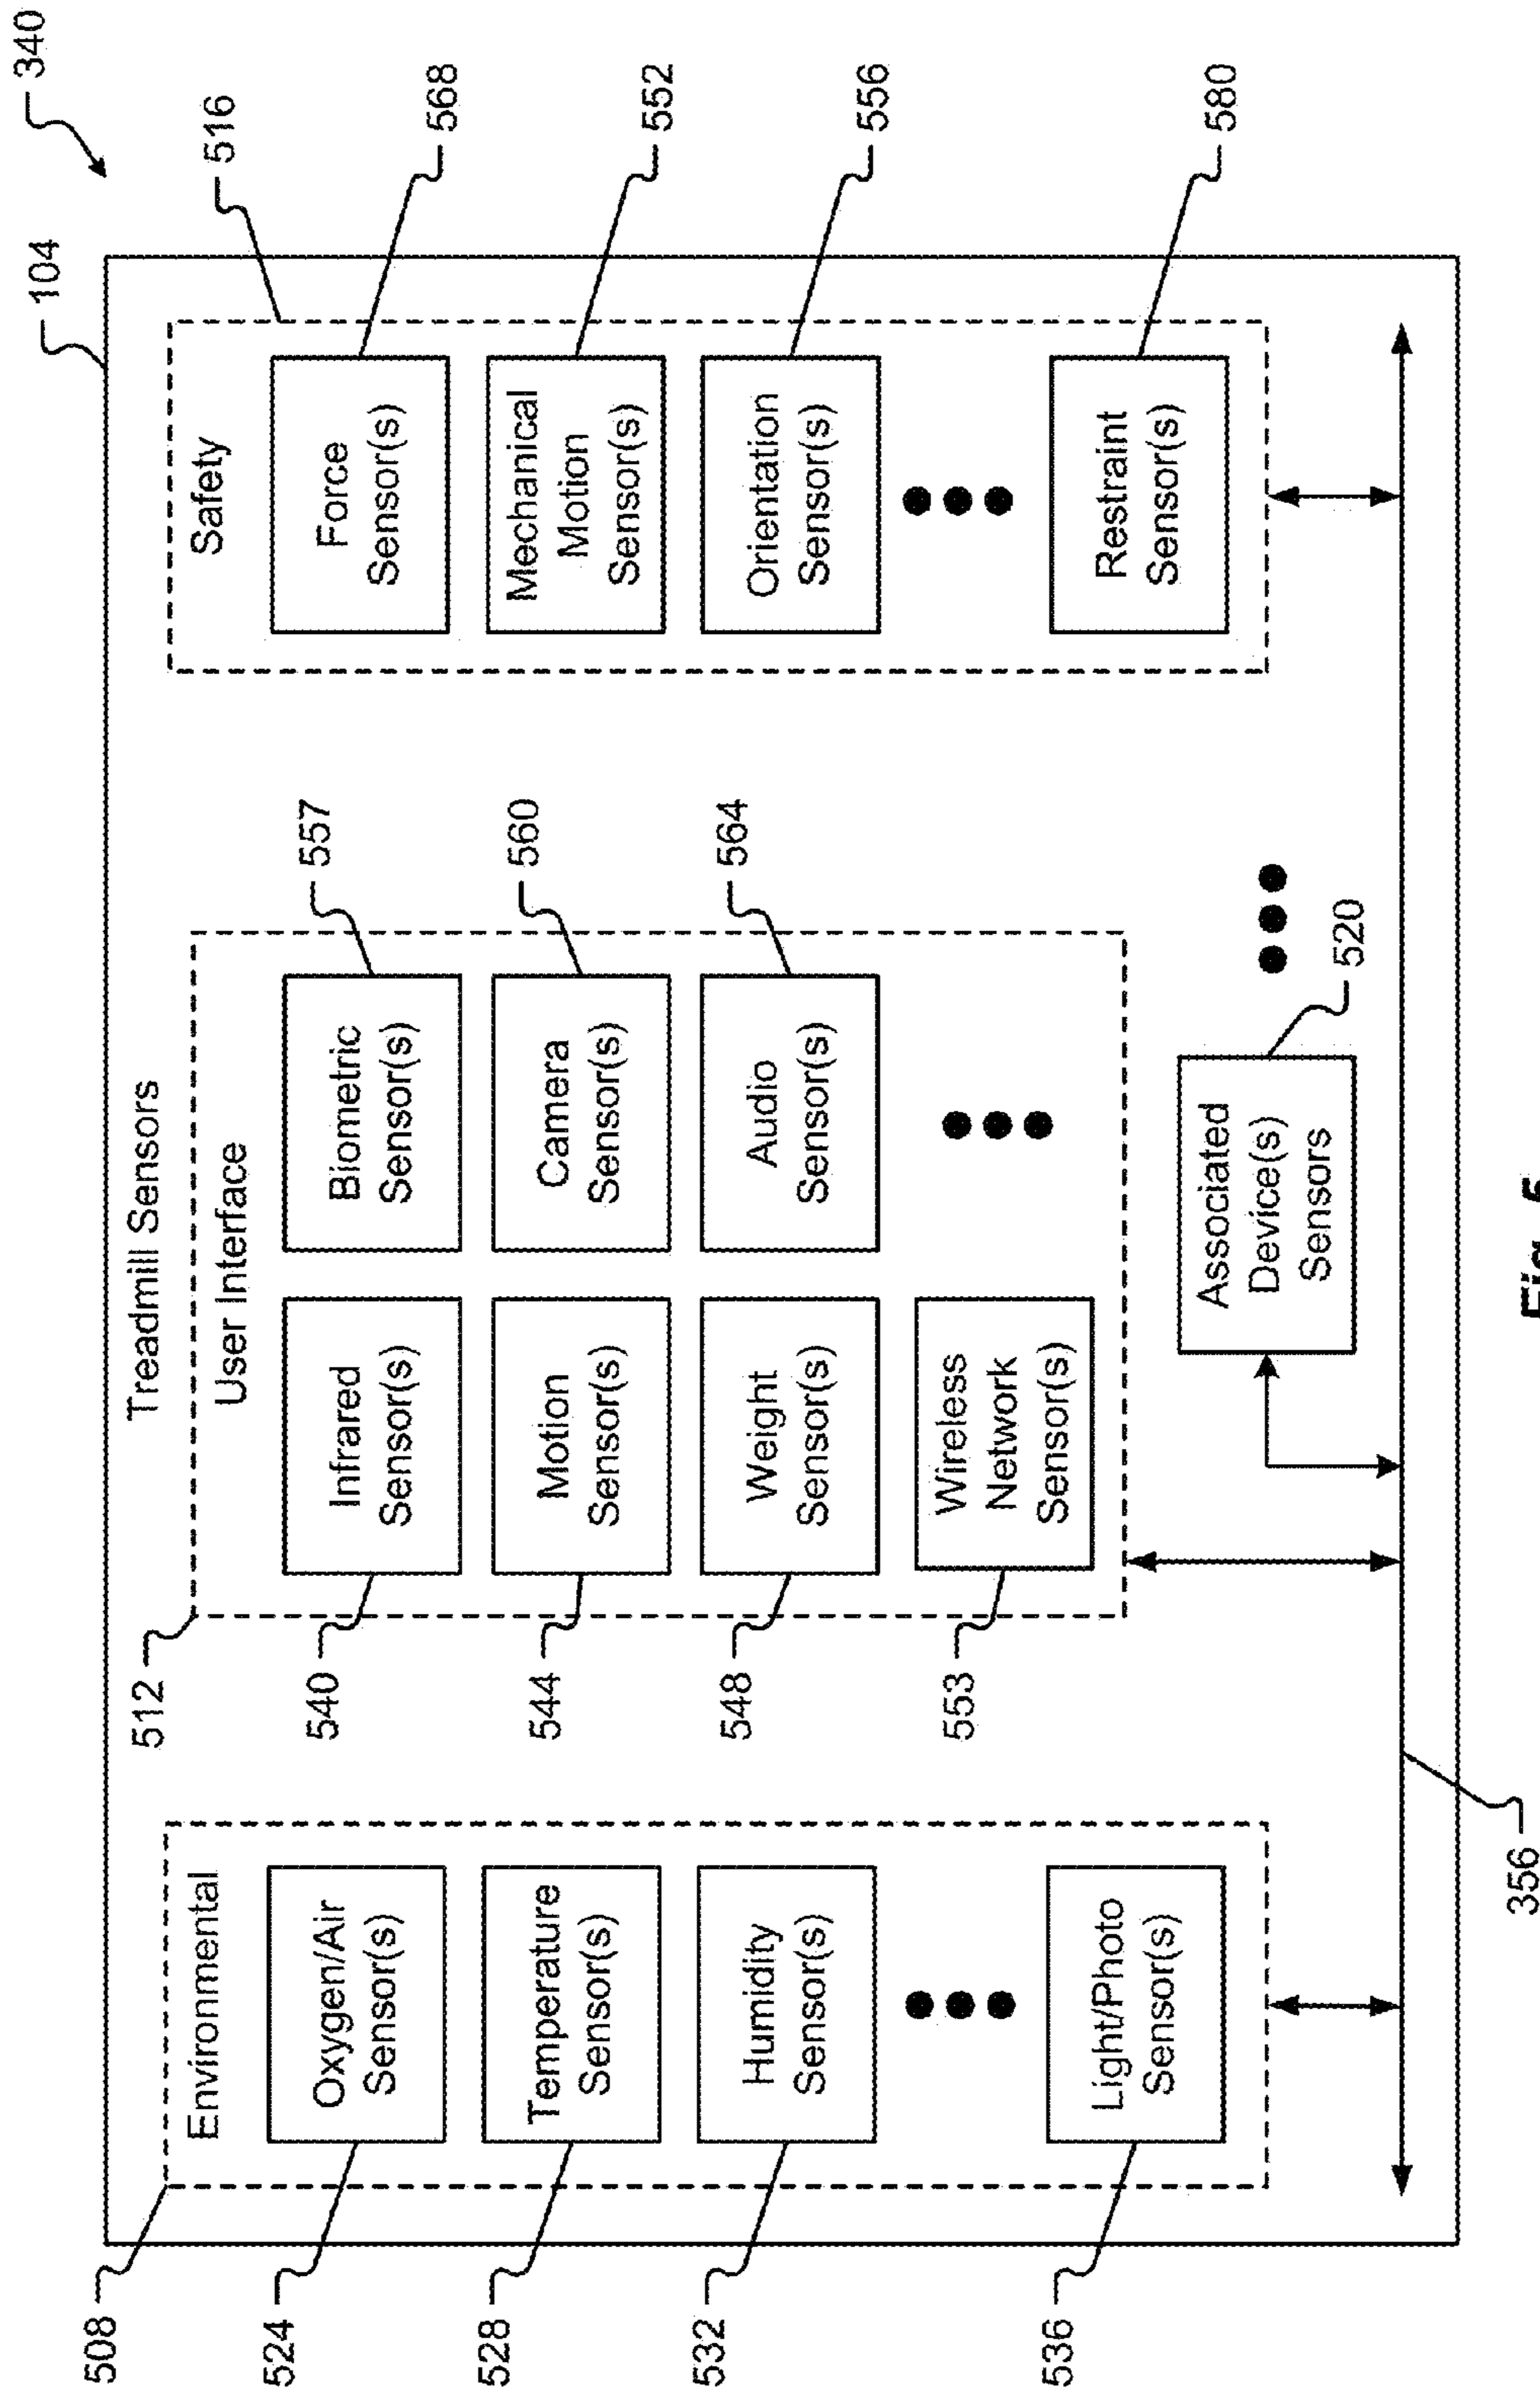 340
104
516
Treadmill Sensors
508
Environmental
524
Oxygen/Air
Sensor(s)
528
Temperature
Sensor(s)
532
Humidity
Sensor(s)
536
Light/Photo
Sensor(s)
512
User Interface
540
Infrared
Sensor(s)
Biometric
Sensor(s)
557
544
Motion
Sensor(s)
Camera
Sensor(s)
560
548
Weight
Sensor(s)
Audio
Sensor(s)
564
553
Wireless
Network
Sensor(s)
Safety
Force
Sensor(s)
568
Mechanical
Motion
Sensor(s)
552
Orientation
Sensor(s)
556
Restraint
Sensor(s)
580
Associated
Device(s)
Sensors
520
356